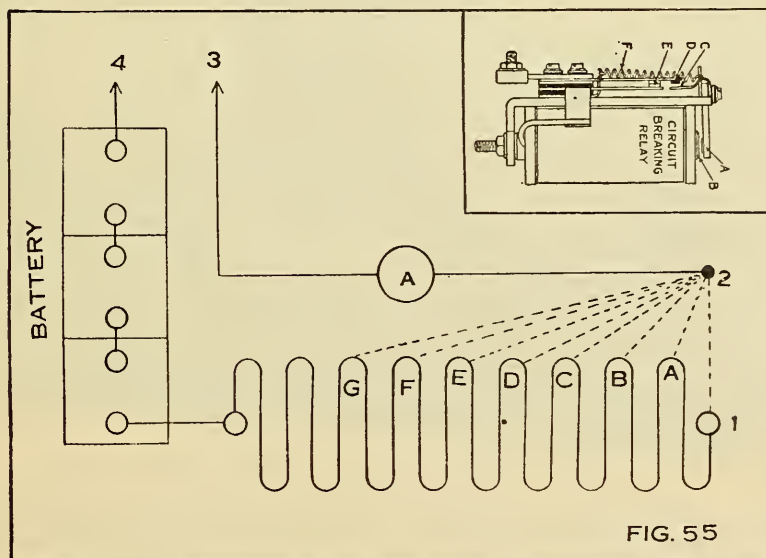 4
3
F
E
D
C
CIRCUIT
BREAKING
RELAY
A
B
BATTERY
A
2
G
F
E
D
C
B
A
1
FIG. 55